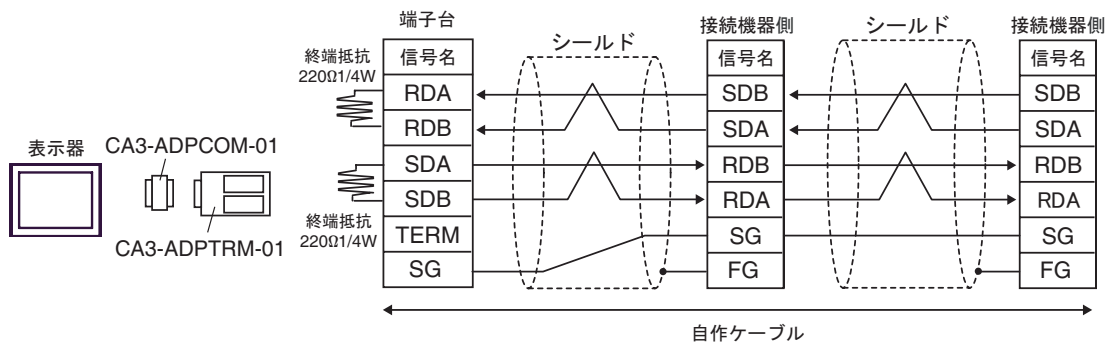 端子台
信号名
RDA
RDB
SDA
SDB
TERM
SG
終端抵抗
220Ω1/4W
終端抵抗
220Ω1/4W
表示器
CA3-ADPCOM-01
CA3-ADPTRM-01
シールド
接続機器側
信号名
SDB
SDA
RDB
RDA
SG
FG
シールド
接続機器側
信号名
SDB
SDA
RDB
RDA
SG
FG
自作ケーブル